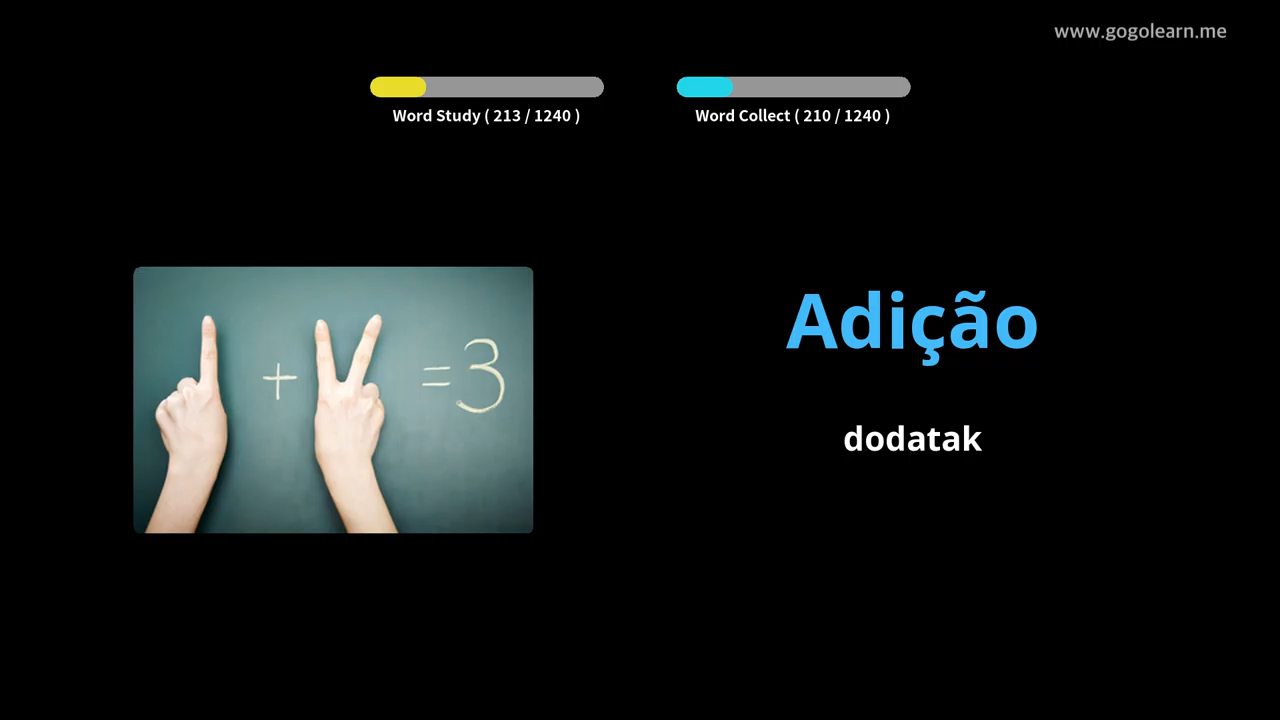 www.gogolearn.me
Word Study ( 213 / 1240 )
Word Collect ( 210 / 1240 )
+ = 3
Adição
dodatak